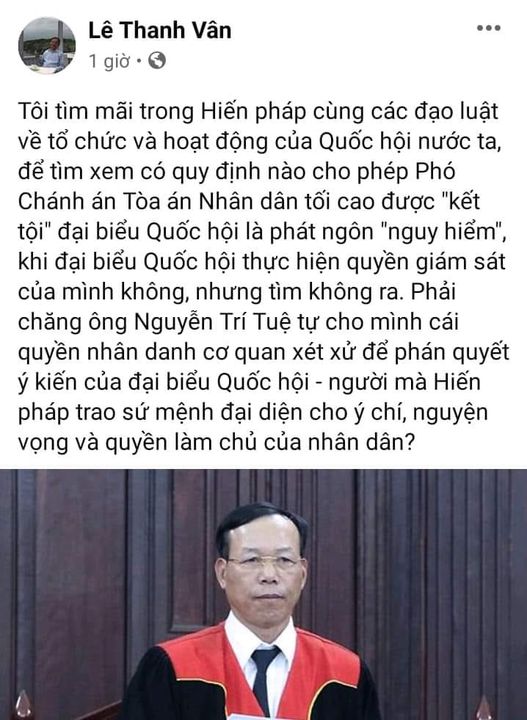 Lê Thanh Vân
1 giờ
Tôi tìm mãi trong Hiến pháp cùng các đạo luật
về tổ chức và hoạt động của Quốc hội nước ta,
để tìm xem có quy định nào cho phép Phó
Chánh án Tòa án Nhân dân tối cao được "kết
tội" đại biểu Quốc hội là phát ngôn "nguy hiểm",
khi đại biểu Quốc hội thực hiện quyền giám sát
của mình không, nhưng tìm không ra. Phải
chăng ông Nguyễn Trí Tuệ tự cho mình cái
quyền nhân danh cơ quan xét xử để phán quyết
ý kiến của đại biểu Quốc hội - người mà Hiến
pháp trao sứ mệnh đại diện cho ý chí, nguyện
vọng và quyền làm chủ của nhân dân?